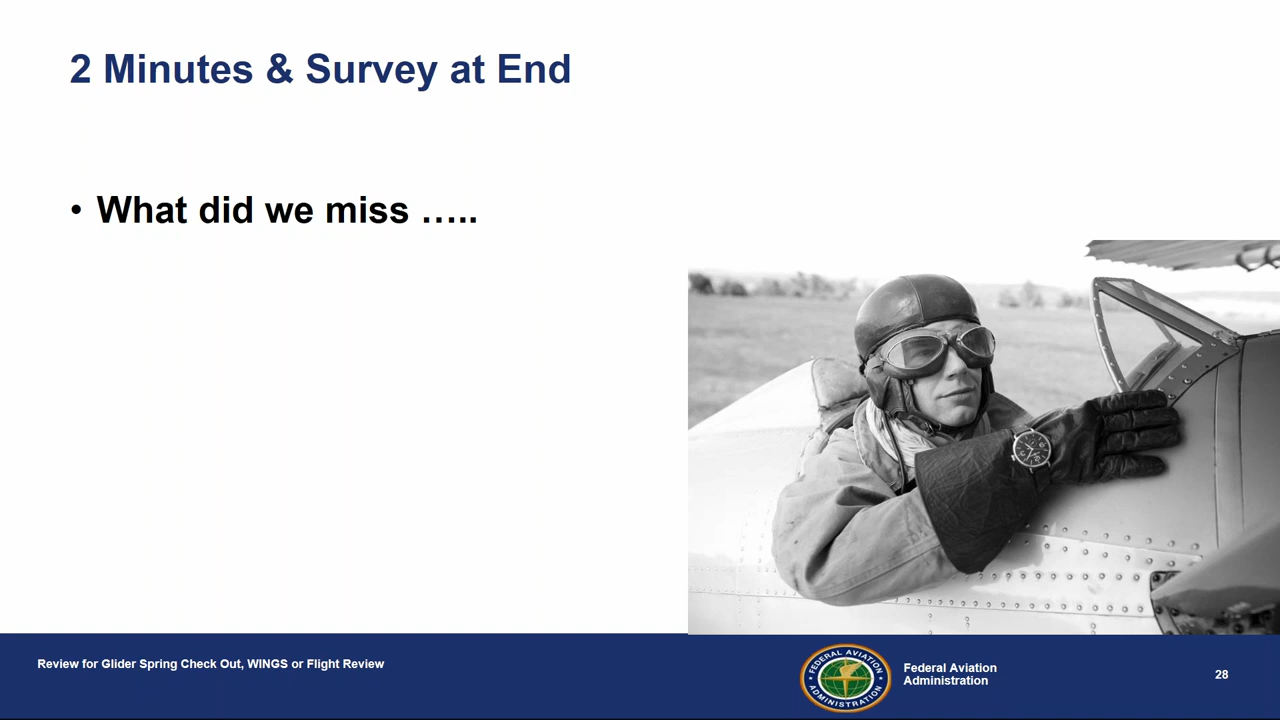 2 Minutes & Survey at End
• What did we miss …..
Review for Glider Spring Check Out, WINGS or Flight Review
FEDERAL AVIATION
ADMINISTRATION
Federal Aviation
Administration
28